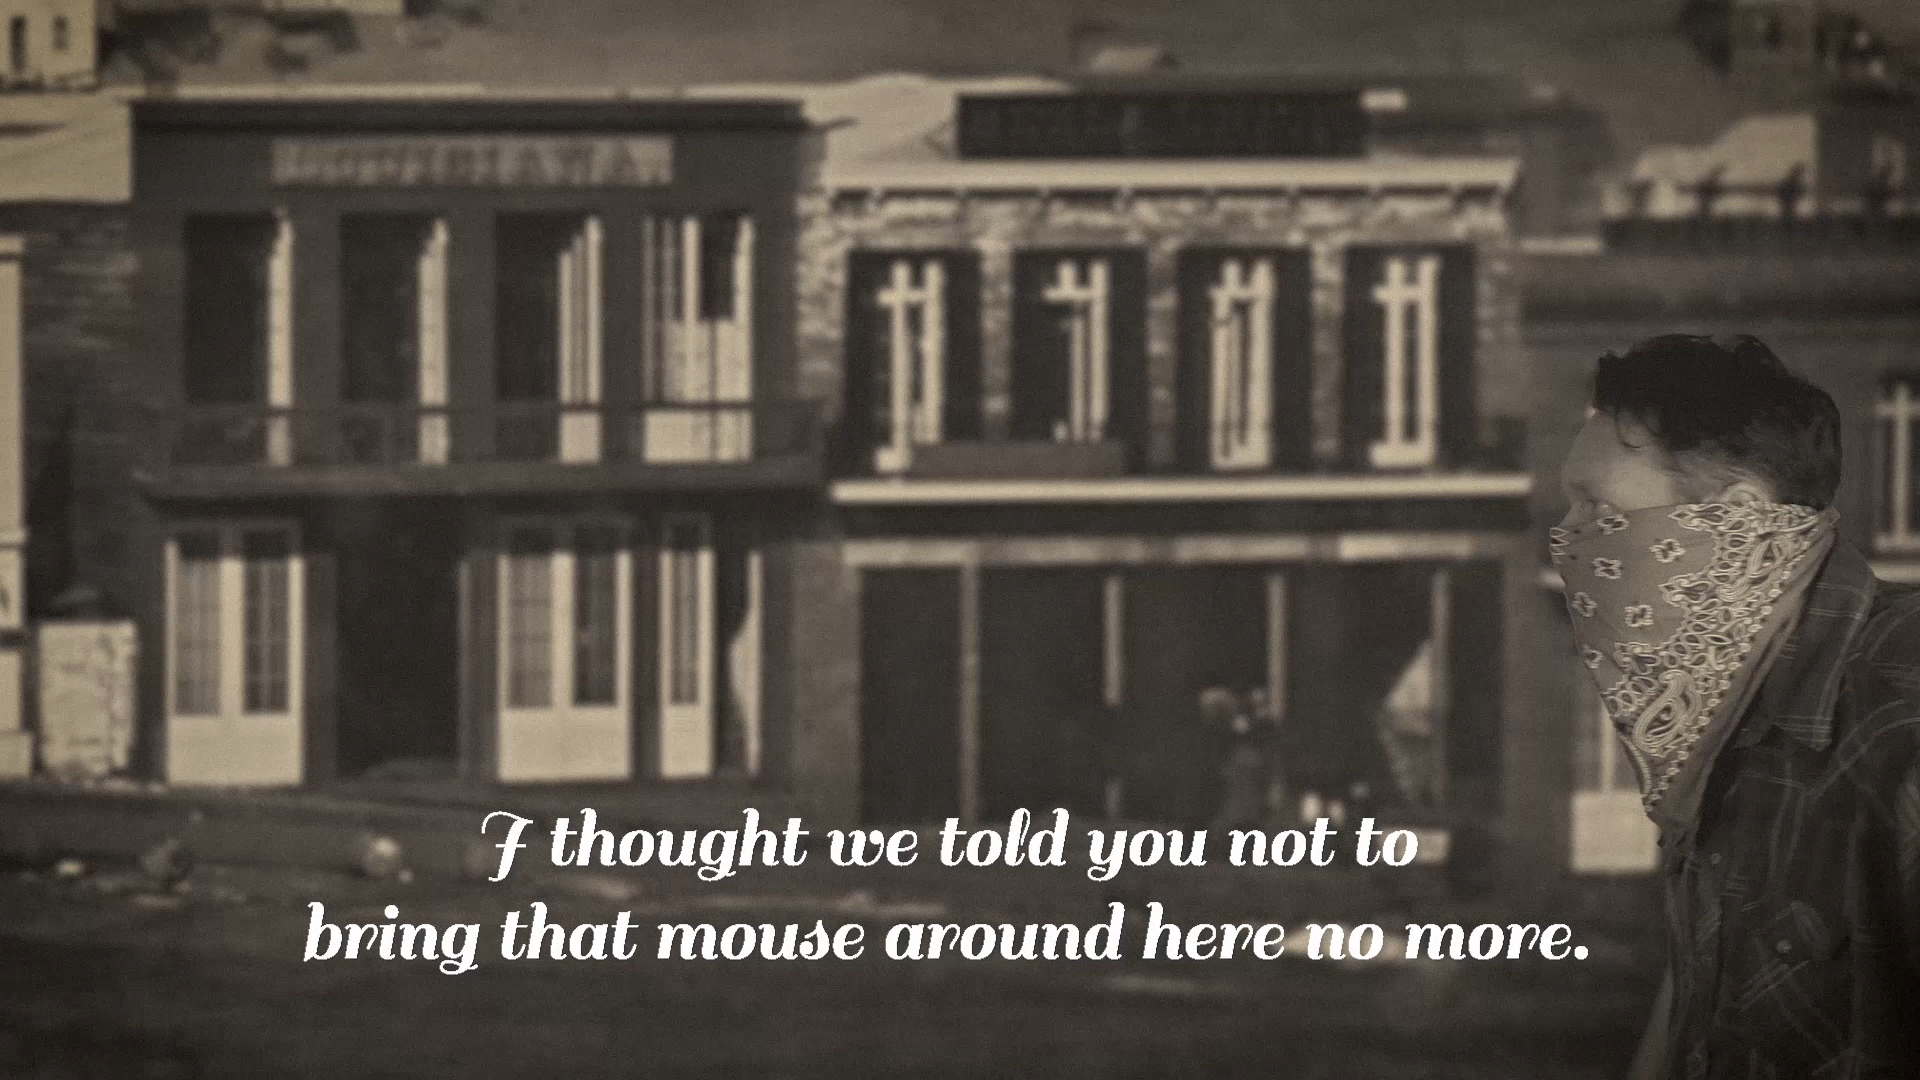 I thought we told you not to
bring that mouse around here no more.